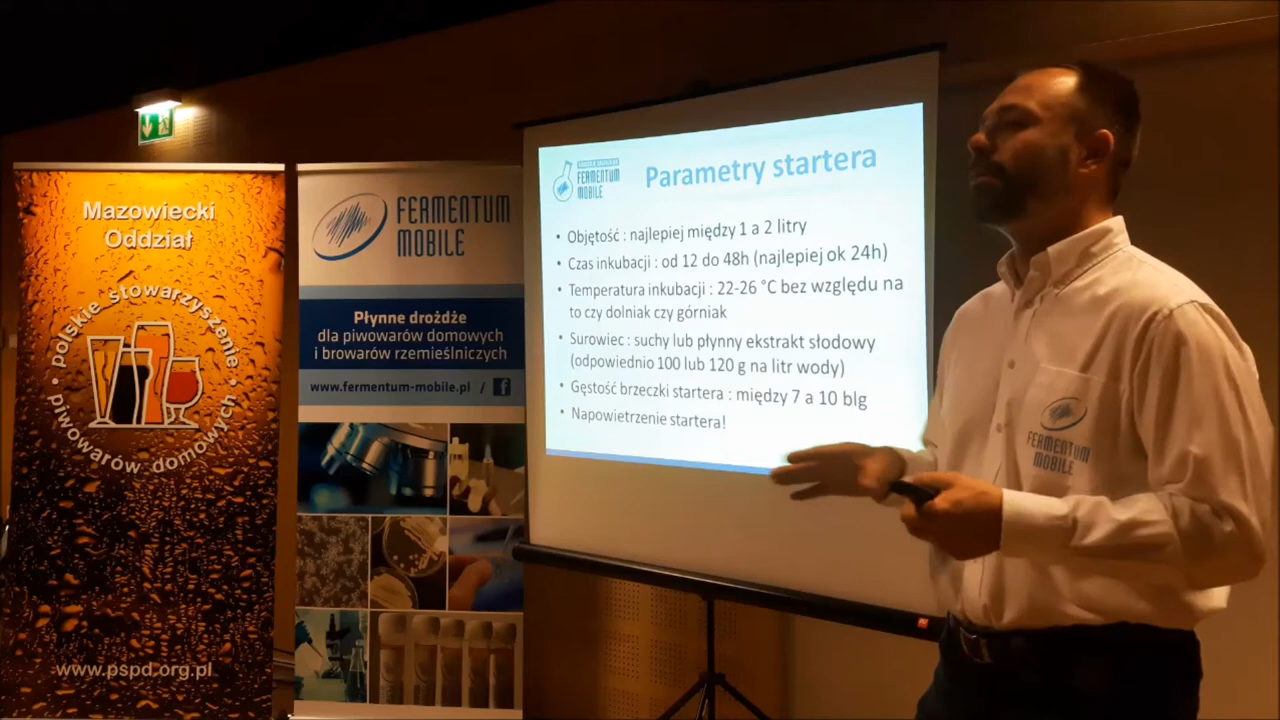 Mazowiecki
Oddział
polskie stowarzyszenie
piwowarów domowych
www.pspd.org.pl
FERMENTUM
MOBILE
Płynne drożdże
dla piwowarów domowych
i browarów rzemieślniczych
www.fermentum-mobile.pl / f
FERMENTUM
MOBILE
Parametry startera
• Objętość : najlepiej między 1 a 2 litry
• Czas inkubacji : od 12 do 48h (najlepiej ok 24h)
• Temperatura inkubacji : 22-26 °C bez względu na
to czy dolniak czy górniak
• Surowiec : suchy lub płynny ekstrakt słodowy
(odpowiednio 100 lub 120 g na litr wody)
• Gęstość brzeczki startera : między 7 a 10 blg
• Napowietrzenie startera!
FERMENTUM
MOBILE